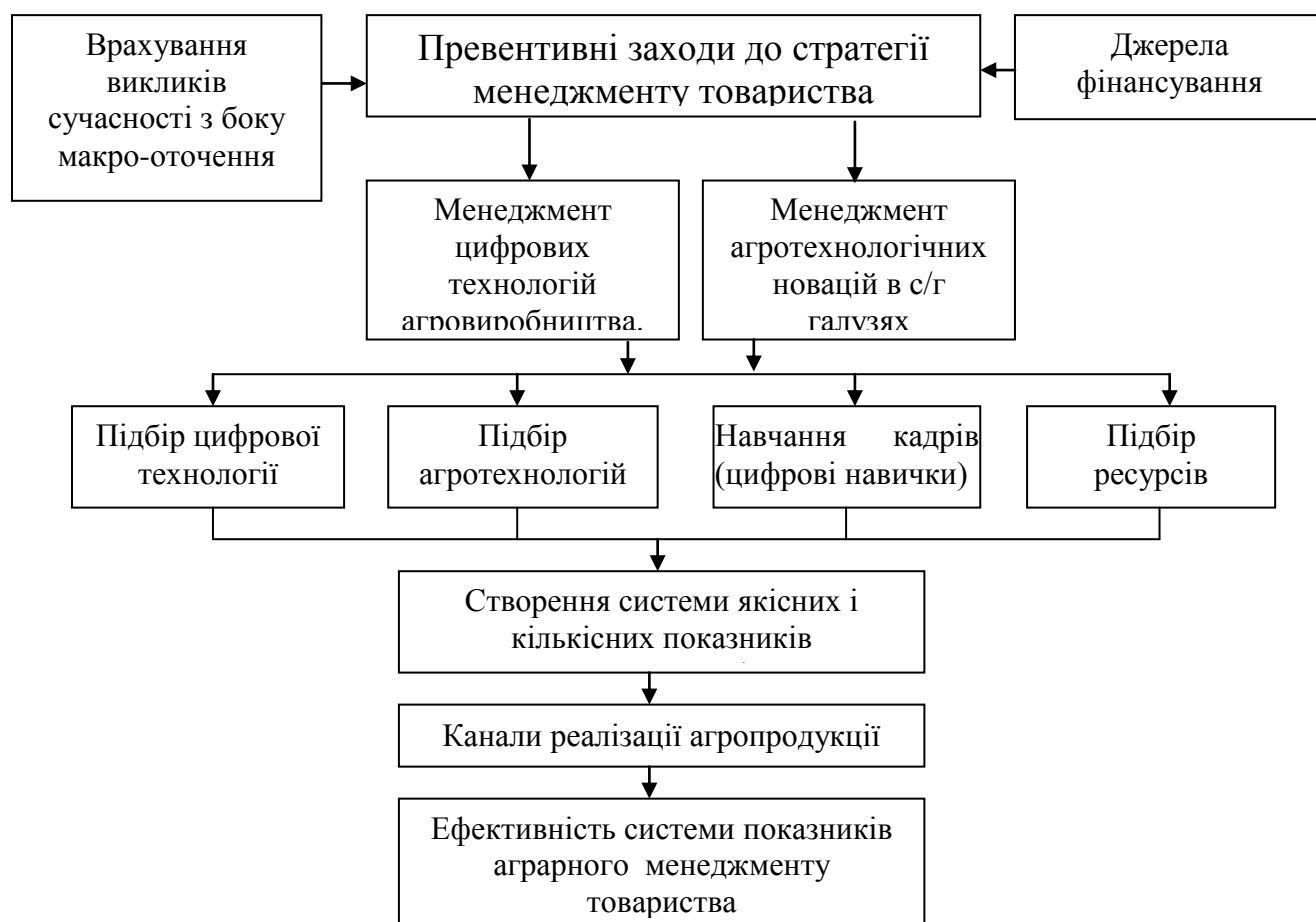 Врахування
викликів
сучасності з боку
макро-оточення
Превентивні заходи до стратегії
менеджменту товариства
Джерела
фінансування
Менеджмент
цифрових
технологій
агровиробництва.
Менеджмент
агротехнологічних
новацій в с/г
галузях
Підбір цифрової
технології
Підбір
агротехнологій
Навчання кадрів
(цифрові навички)
Підбір
ресурсів
Створення системи якісних і
кількісних показників
Канали реалізації агропродукції
Ефективність системи показників
аграрного менеджменту
товариства